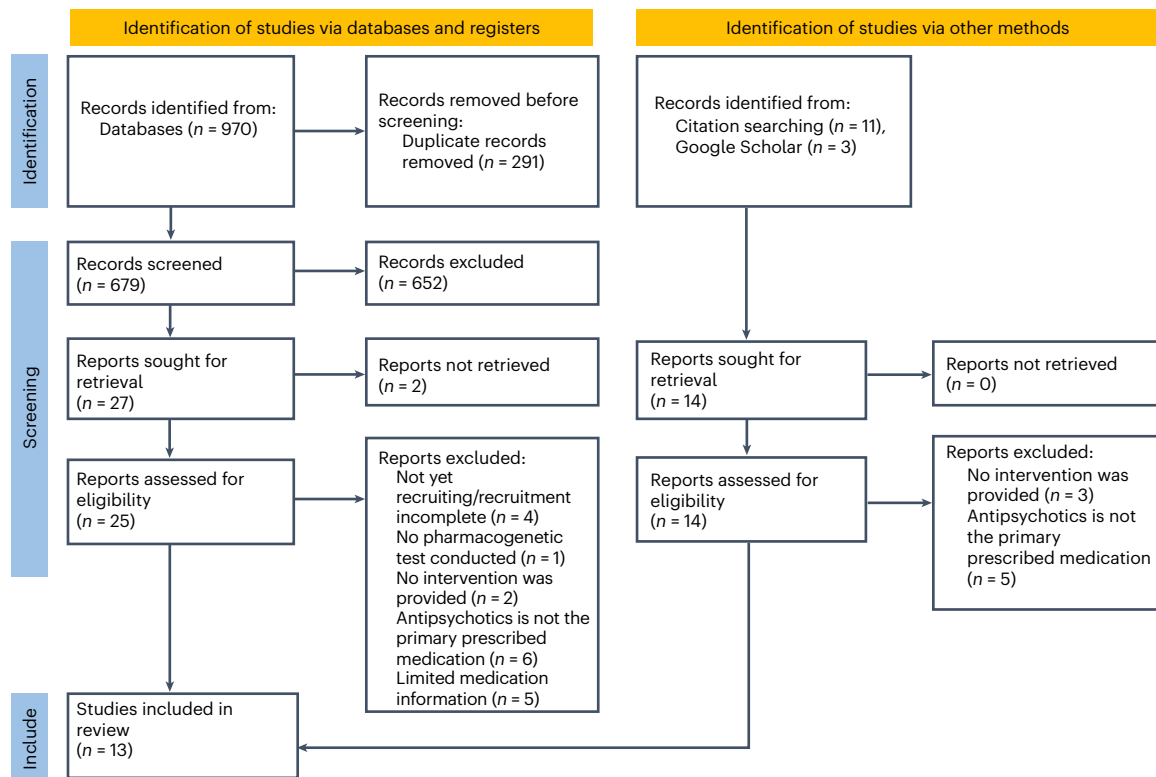 Identification of studies via databases and registers
Identification of studies via other methods
Identification
Records identified from:
Databases (n = 970)
Records removed before
screening:
Duplicate records
removed (n = 291)
Records identified from:
Citation searching (n = 11),
Google Scholar (n = 3)
Screening
Records screened
(n = 679)
Records excluded
(n = 652)
Reports sought for
retrieval
(n = 27)
Reports not retrieved
(n = 2)
Reports sought for
retrieval
(n = 14)
Reports not retrieved
(n = 0)
Reports assessed for
eligibility
(n = 25)
Reports excluded:
Not yet
recruiting/recruitment
incomplete (n = 4)
No pharmacogenetic
test conducted (n = 1)
No intervention was
provided (n = 2)
Antipsychotics is not the
primary prescribed
medication (n = 6)
Limited medication
information (n = 5)
Reports assessed for
eligibility
(n = 14)
Reports excluded:
No intervention was
provided (n = 3)
Antipsychotics is not
the primary
prescribed medication
(n = 5)
Include
Studies included in
review
(n = 13)